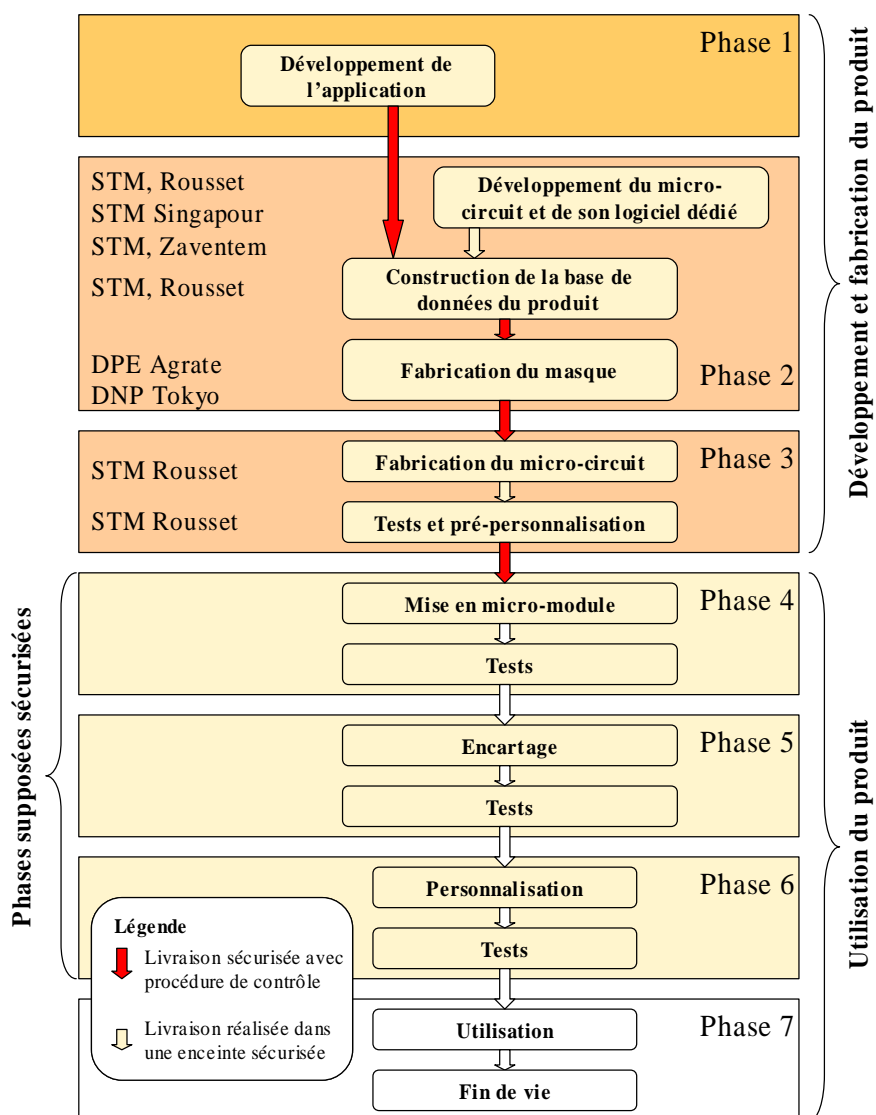 Phase 1
Développement de
l'application
STM, Rousset
STM Singapour
STM, Zaventem
Développement du micro-
circuit et de son logiciel dédié
STM, Rousset
Construction de la base de
données du produit
DPE Agrate
DNP Tokyo
Fabrication du masque
Phase 2
Développement et fabrication du produit
Phase 3
STM Rousset
Fabrication du micro-circuit
STM Rousset
Tests et pré-personnalisation
Phases supposées sécurisées
Phase 4
Mise en micro-module
Tests
Phase 5
Encartage
Tests
Utilisation du produit
Phase 6
Personnalisation
Tests
Légende
Livraison sécurisée avec
procédure de contrôle
Livraison réalisée dans
une enceinte sécurisée
Phase 7
Utilisation
Fin de vie